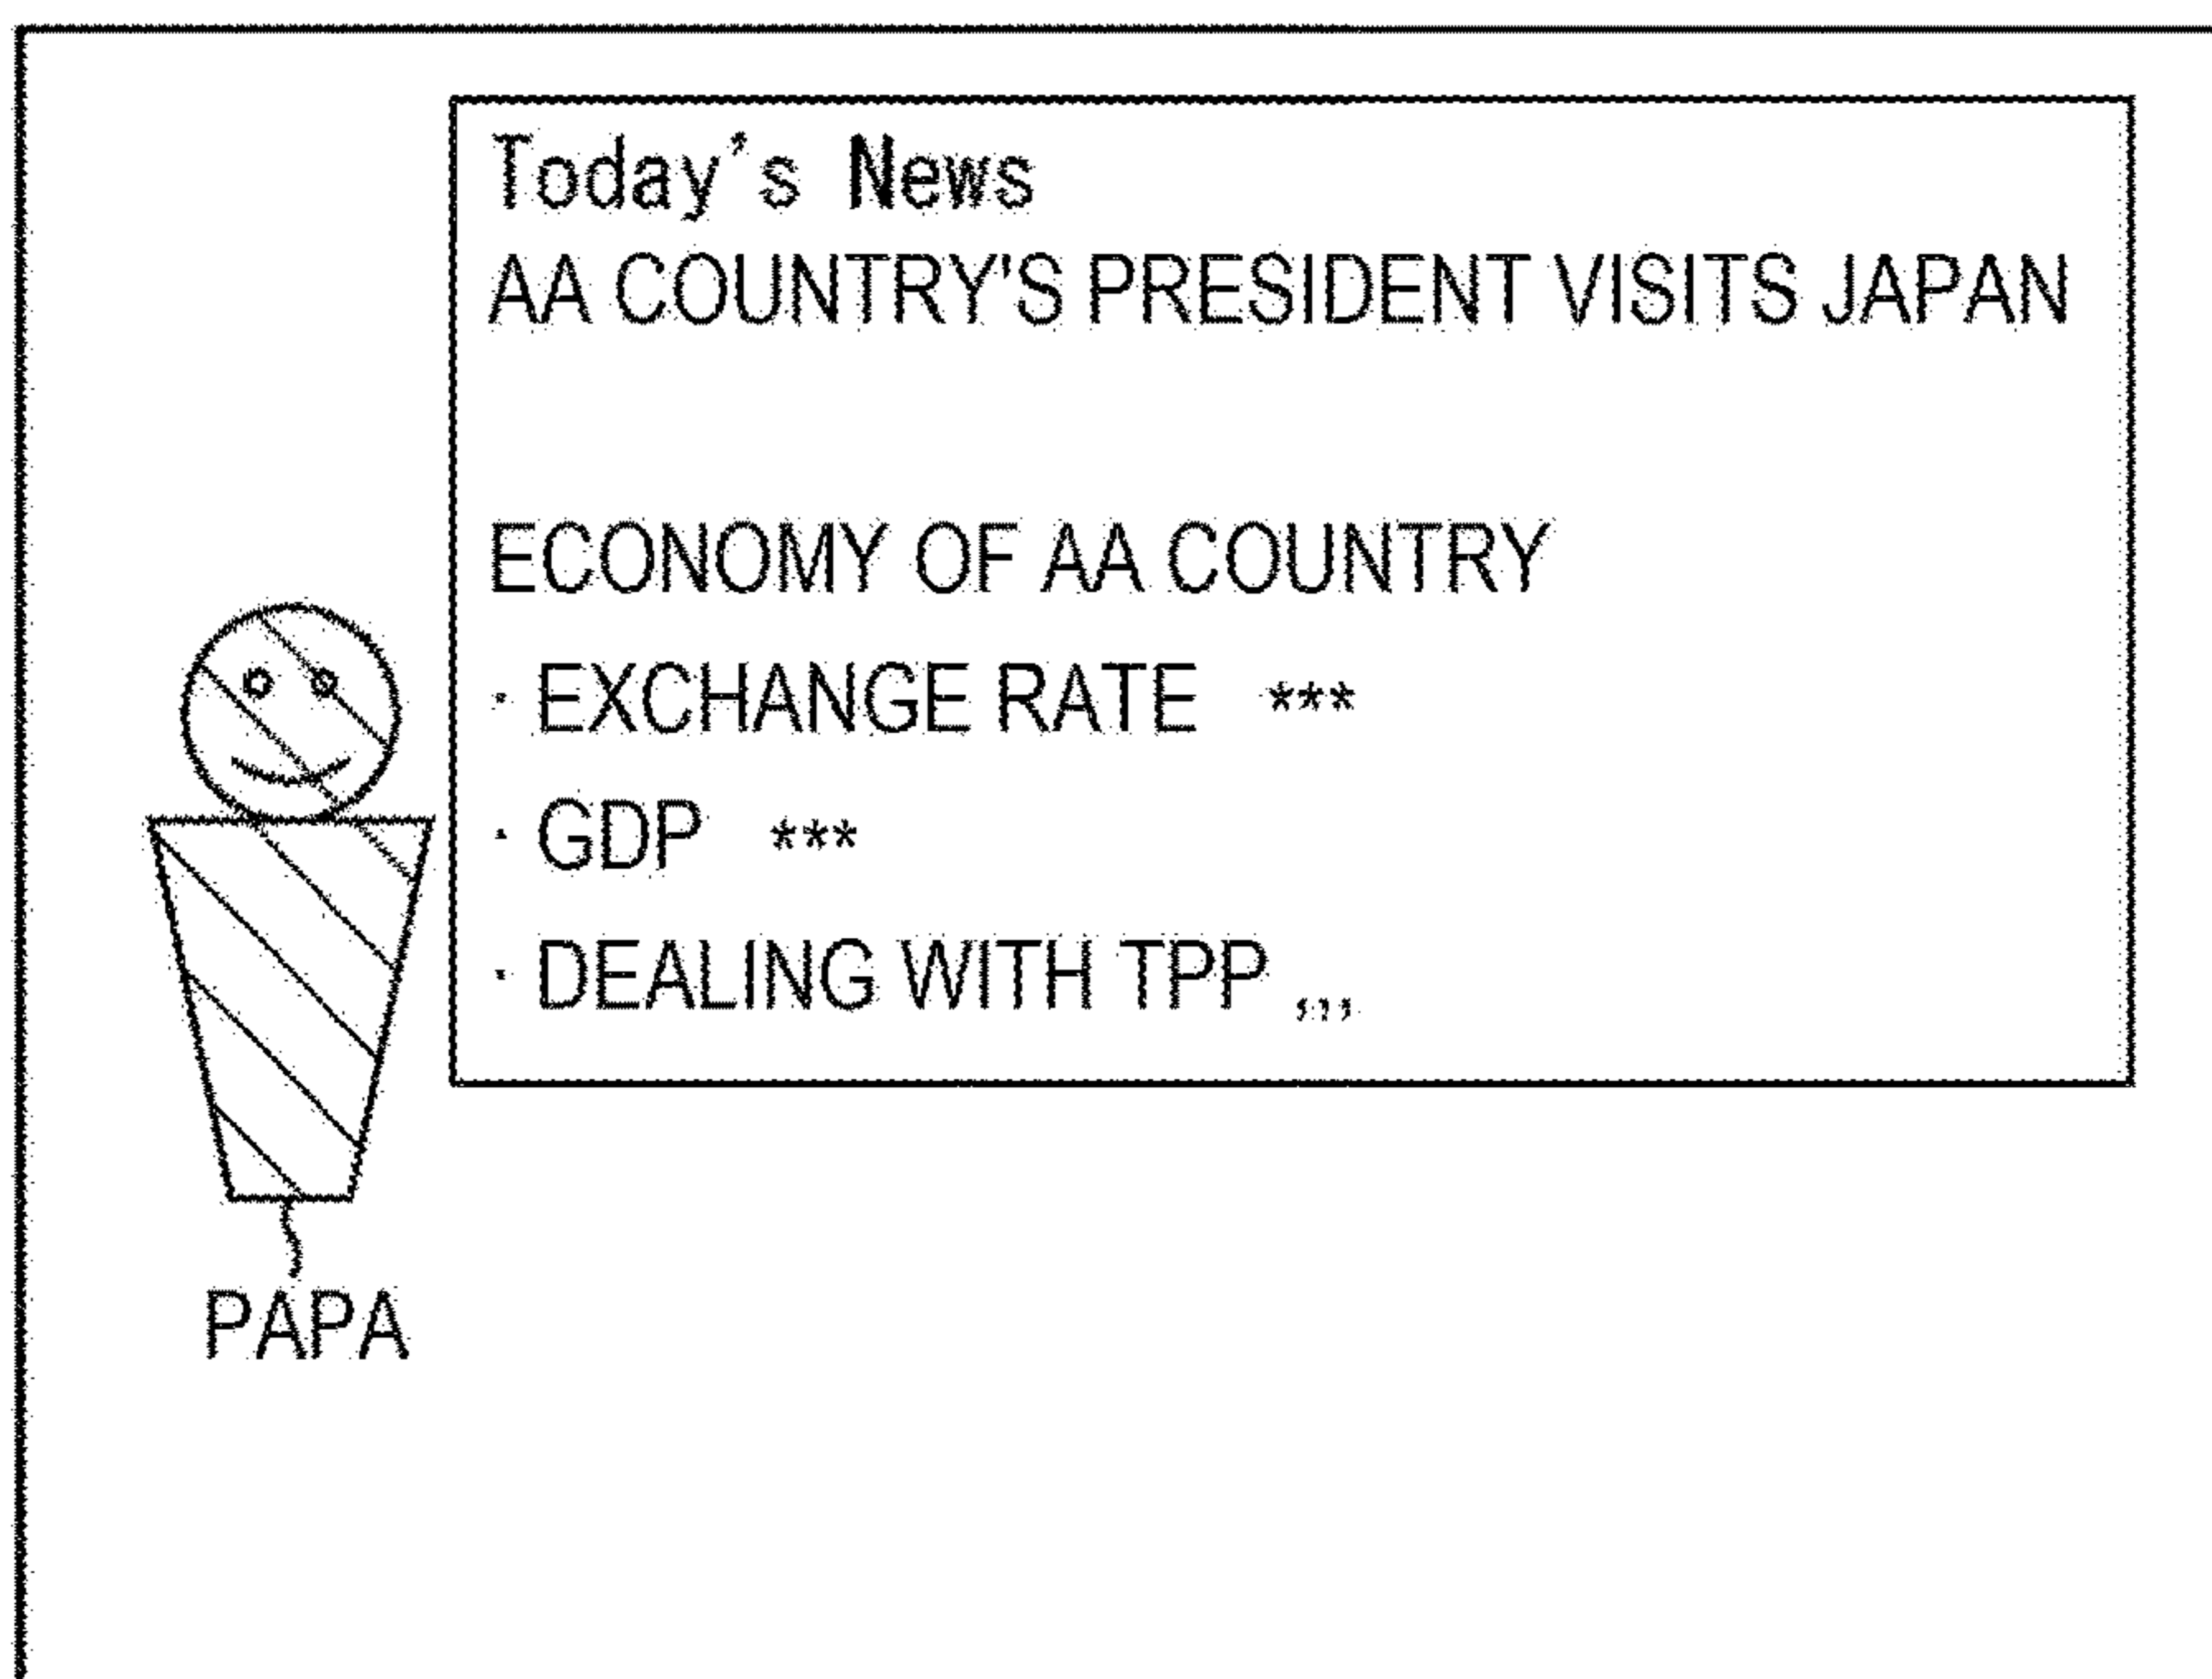 Today's News
AA COUNTRY'S PRESIDENT VISITS JAPAN
ECONOMY OF AA COUNTRY
· EXCHANGE RATE ***
· GDP ***
· DEALING WITH TPP ,,,
PAPA